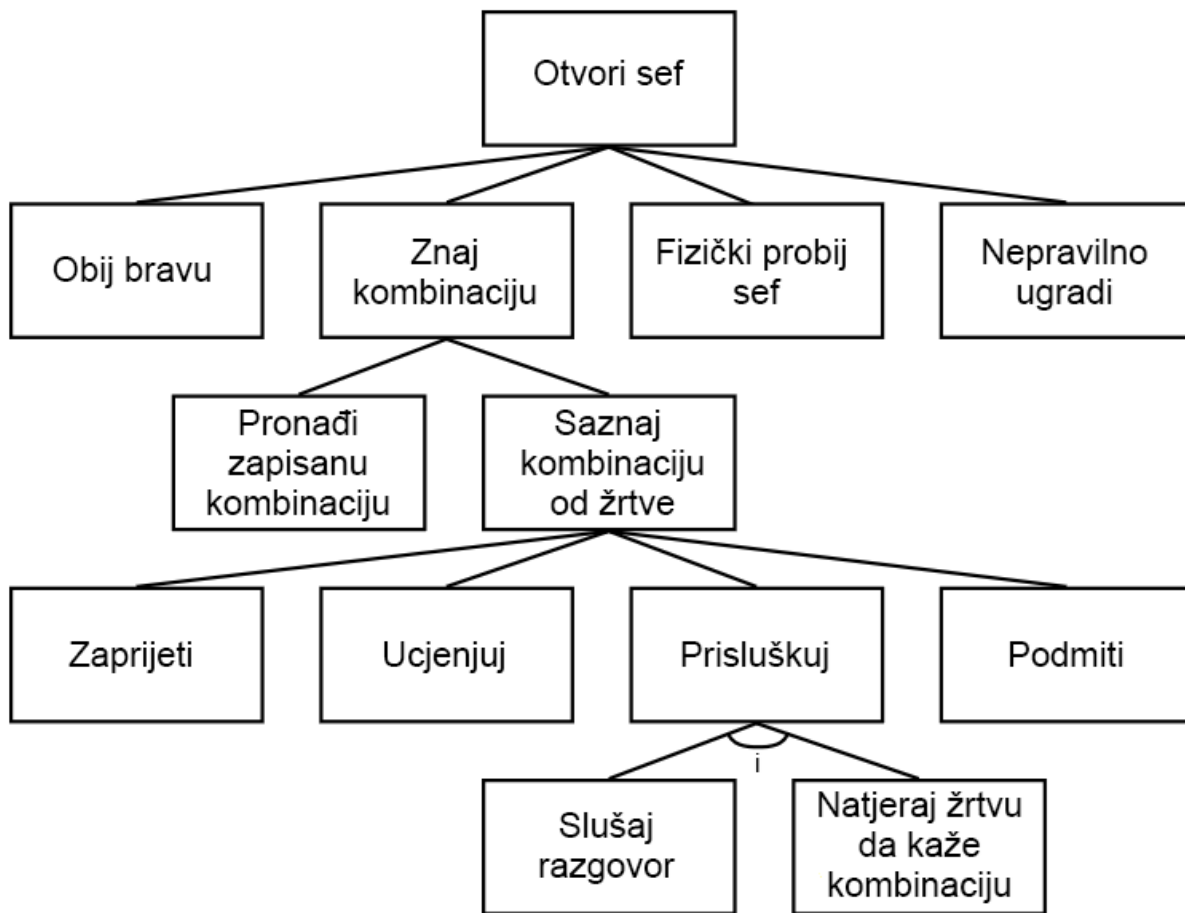 Otvori sef
Obij bravu
Znaj
kombinaciju
Fizički probij
sef
Nepravilno
ugradi
Pronađi
zapisanu
kombinaciju
Saznaj
kombinaciju
od žrtve
Zaprijeti
Ucjenjuj
Prisluškuj
Podmiti
i
Slušaj
razgovor
Natjeraj žrtvu
da kaže
kombinaciju